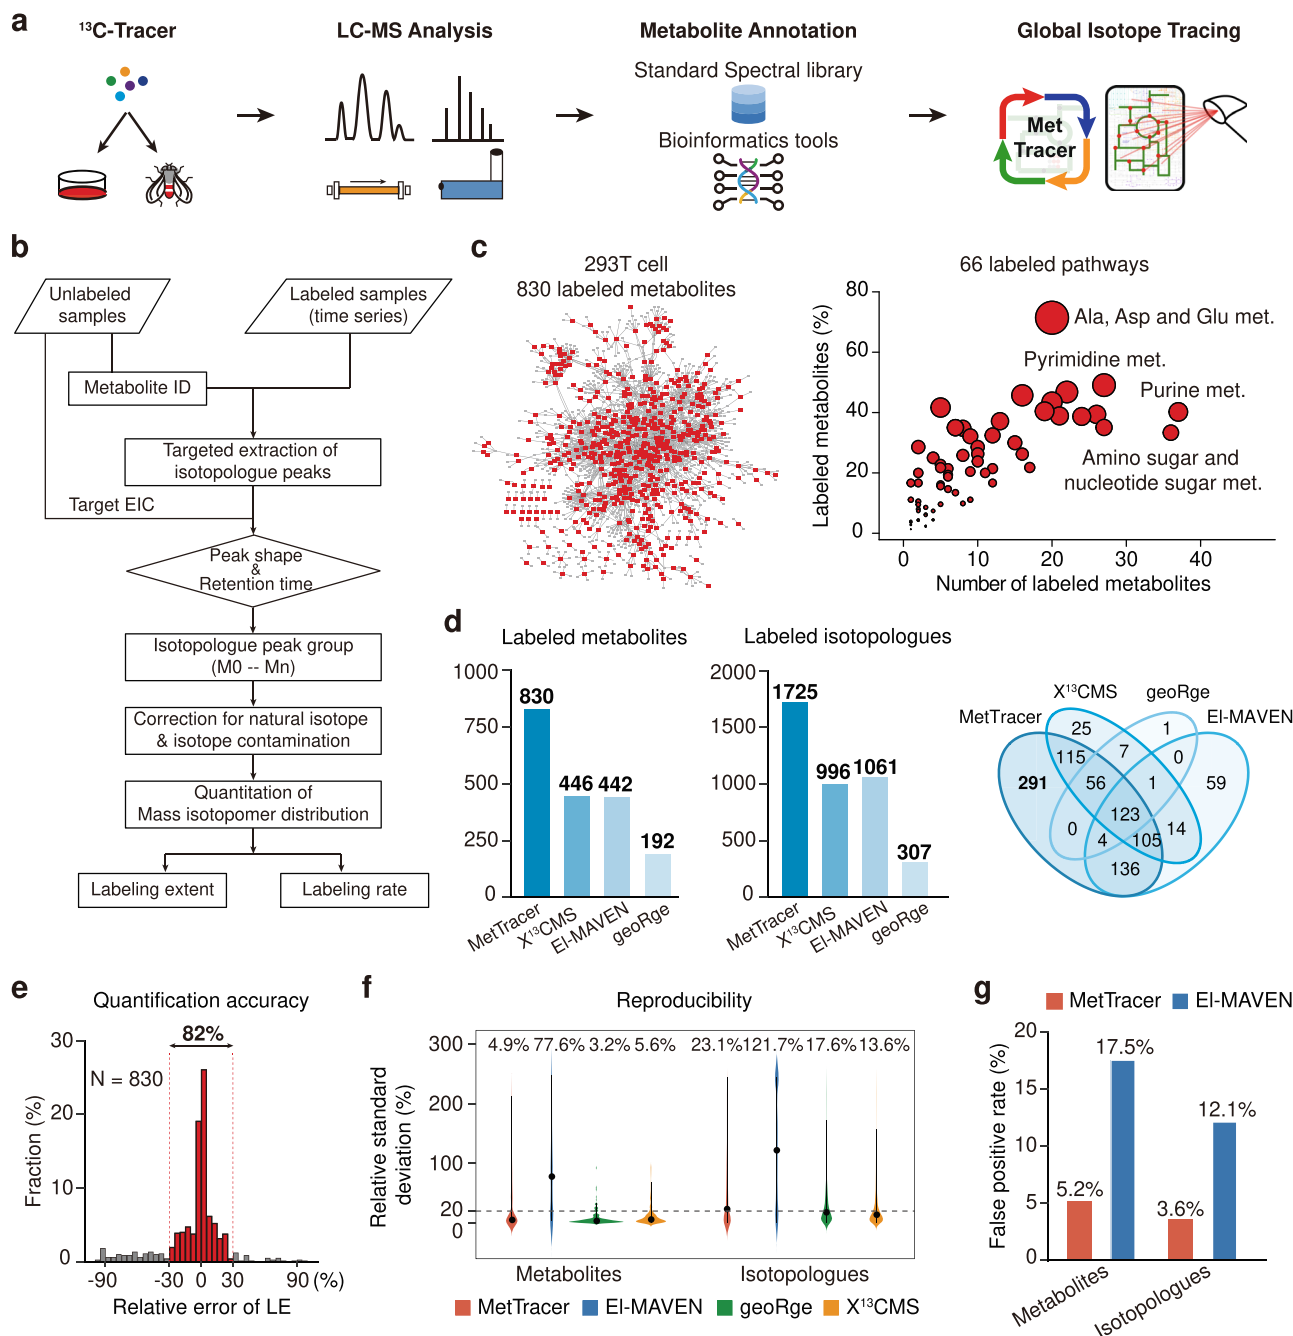 a
¹³C-Tracer
LC-MS Analysis
Metabolite Annotation
Global Isotope Tracing
Standard Spectral library
Bioinformatics tools
Met
Tracer
b
Unlabeled
samples
Labeled samples
(time series)
Metabolite ID
Targeted extraction of
isotopologue peaks
Target EIC
Peak shape
&
Retention time
Isotopologue peak group
(M0 -- Mn)
Correction for natural isotope
& isotope contamination
Quantitation of
Mass isotopomer distribution
Labeling extent
Labeling rate
c
293T cell
830 labeled metabolites
66 labeled pathways
Labeled metabolites (%)
80
60
40
20
0
Ala, Asp and Glu met.
Pyrimidine met.
Purine met.
Amino sugar and
nucleotide sugar met.
0 10 20 30 40
Number of labeled metabolites
d
Labeled metabolites
1000
750
500
250
0
830
446
442
192
MetTracer
X¹³CMS
El-MAVEN
geoRge
Labeled isotopologues
2000
1500
1000
500
0
1725
996
1061
307
MetTracer
X¹³CMS
El-MAVEN
geoRge
X¹³CMS
geoRge
MetTracer
El-MAVEN
25
1
115
7
0
291
56
1
59
123
0
4
105
14
136
e
Quantification accuracy
82%
N = 830
Fraction (%)
30
20
10
0
-90 -30 0 30 90 (%)
Relative error of LE
f
Reproducibility
Relative standard
deviation (%)
300
200
100
20
0
4.9% 77.6% 3.2% 5.6% 23.1% 121.7% 17.6% 13.6%
Metabolites
Isotopologues
MetTracer El-MAVEN geoRge X¹³CMS
g
MetTracer El-MAVEN
False positive rate (%)
20
15
10
5
0
17.5%
12.1%
5.2%
3.6%
Metabolites
Isotopologues